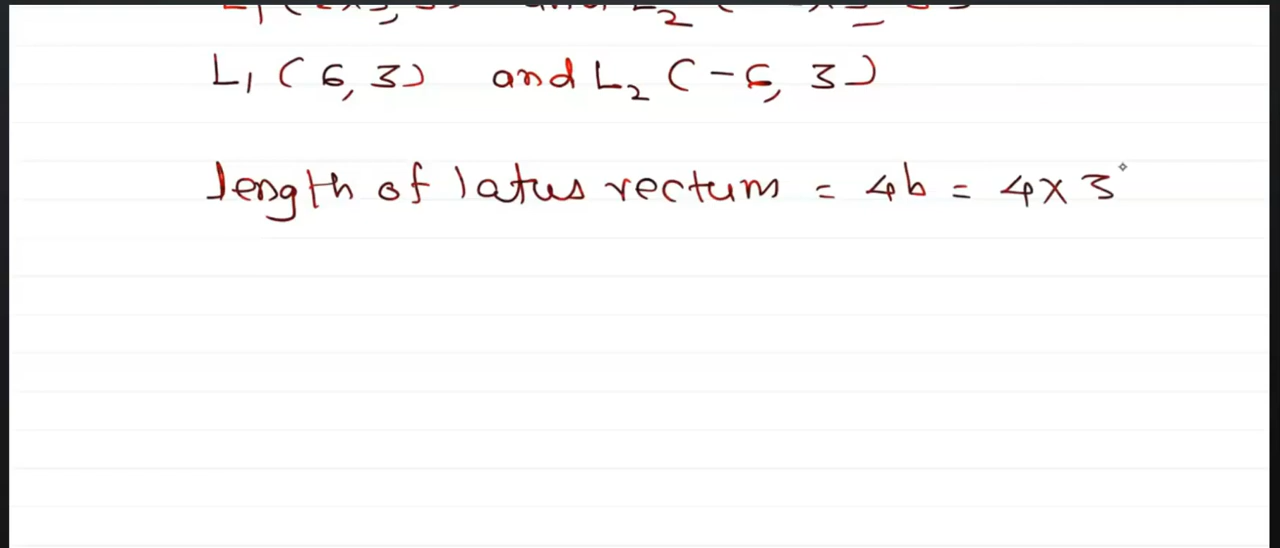 L₁ ( 6, 3) and L₂ ( - 6, 3 )
length of latus rectum = 4b = 4 × 3